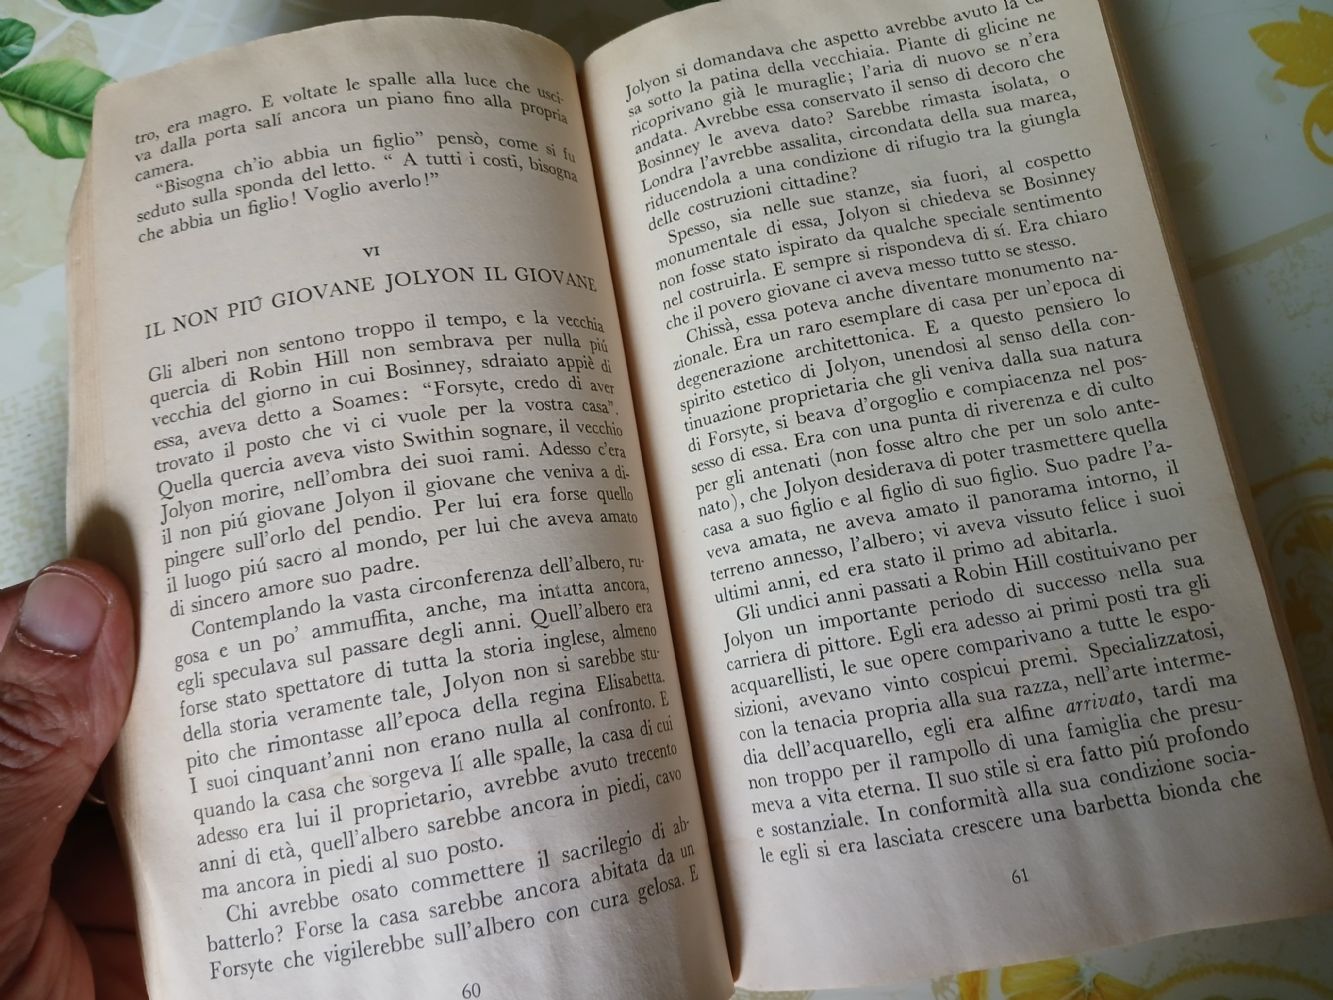 tro, era magro. E voltate le spalle alla luce che usci-
va dalla porta salí ancora un piano fino alla propria
camera.
“Bisogna ch'io abbia un figlio” pensò, come si fu
seduto sulla sponda del letto. “ A tutti i costi, bisogna
che abbia un figlio! Voglio averlo!”
VI
IL NON PIÚ GIOVANE JOLYON IL GIOVANE
Gli alberi non sentono troppo il tempo, e la vecchia
quercia di Robin Hill non sembrava per nulla piú
vecchia del giorno in cui Bosinney, sdraiato appiè di
essa, aveva detto a Soames: “Forsyte, credo di aver
trovato il posto che vi ci vuole per la vostra casa”.
Quella quercia aveva visto Swithin sognare, il vecchio
Jolyon morire, nell'ombra dei suoi rami. Adesso c'era
il non piú giovane Jolyon il giovane che veniva a di-
pingere sull'orlo del pendio. Per lui era forse quello
il luogo piú sacro al mondo, per lui che aveva amato
di sincero amore suo padre.
Contemplando la vasta circonferenza dell'albero, ru-
gosa e un po' ammuffita, anche, ma intatta ancora,
egli speculava sul passare degli anni. Quell'albero era
forse stato spettatore di tutta la storia inglese, almeno
della storia veramente tale, Jolyon non si sarebbe stu-
pito che rimontasse all'epoca della regina Elisabetta.
I suoi cinquant'anni non erano nulla al confronto. E
quando la casa che sorgeva lí alle spalle, la casa di cui
adesso era lui il proprietario, avrebbe avuto trecento
anni di età, quell'albero sarebbe ancora in piedi, cavo
ma ancora in piedi al suo posto.
Chi avrebbe osato commettere il sacrilegio di ab-
batterlo? Forse la casa sarebbe ancora abitata da un
Forsyte che vigilerebbe sull'albero con cura gelosa. E
60
Jolyon si domandava che aspetto avrebbe avuto la ca-
sa sotto la patina della vecchiaia. Piante di glicine ne
ricoprivano già le muraglie; l'aria di nuovo se n'era
andata. Avrebbe essa conservato il senso di decoro che
Bosinney le aveva dato? Sarebbe rimasta isolata, o
Londra l'avrebbe assalita, circondata della sua marea,
riducendola a una condizione di rifugio tra la giungla
delle costruzioni cittadine?
Spesso, sia nelle sue stanze, sia fuori, al cospetto
monumentale di essa, Jolyon si chiedeva se Bosinney
non fosse stato ispirato da qualche speciale sentimento
nel costruirla. E sempre si rispondeva di sí. Era chiaro
che il povero giovane ci aveva messo tutto se stesso.
Chissà, essa poteva anche diventare monumento na-
zionale. Era un raro esemplare di casa per un'epoca di
degenerazione architettonica. E a questo pensiero lo
spirito estetico di Jolyon, unendosi al senso della con-
tinuazione proprietaria che gli veniva dalla sua natura
di Forsyte, si beava d'orgoglio e compiacenza nel pos-
sesso di essa. Era con una punta di riverenza e di culto
per gli antenati (non fosse altro che per un solo ante-
nato), che Jolyon desiderava di poter trasmettere quella
casa a suo figlio e al figlio di suo figlio. Suo padre l'a-
veva amata, ne aveva amato il panorama intorno, il
terreno annesso, l'albero; vi aveva vissuto felice i suoi
ultimi anni, ed era stato il primo ad abitarla.
Gli undici anni passati a Robin Hill costituivano per
Jolyon un importante periodo di successo nella sua
carriera di pittore. Egli era adesso ai primi posti tra gli
acquarellisti, le sue opere comparivano a tutte le espo-
sizioni, avevano vinto cospicui premi. Specializzatosi,
con la tenacia propria alla sua razza, nell'arte interme-
dia dell'acquarello, egli era alfine arrivato, tardi ma
non troppo per il rampollo di una famiglia che presu-
meva a vita eterna. Il suo stile si era fatto piú profondo
e sostanziale. In conformità alla sua condizione socia-
le egli si era lasciata crescere una barbetta bionda che
61